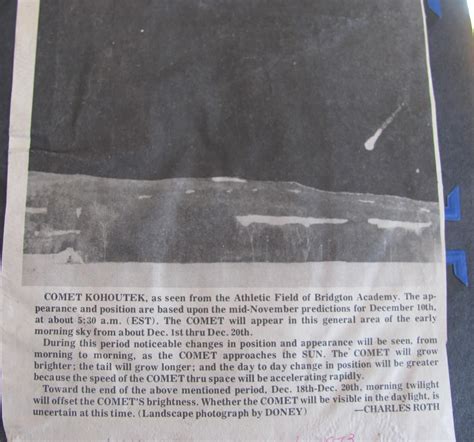 COMET KOHOUTEK, as seen from the Athletic Field of Bridgton Academy. The ap-
pearance and position are based upon the mid-November predictions for December 10th,
at about 5:30 a.m. (EST). The COMET will appear in this general area of the early
morning sky from about Dec. 1st thru Dec. 20th.
During this period noticeable changes in position and appearance will be seen, from
morning to morning, as the COMET approaches the SUN. The COMET will grow
brighter; the tail will grow longer; and the day to day change in position will be greater
because the speed of the COMET thru space will be accelerating rapidly.
Toward the end of the above mentioned period, Dec. 18th-Dec. 20th, morning twilight
will offset the COMET'S brightness. Whether the COMET will be visible in the daylight, is
uncertain at this time. (Landscape photograph by DONEY) —CHARLES ROTH